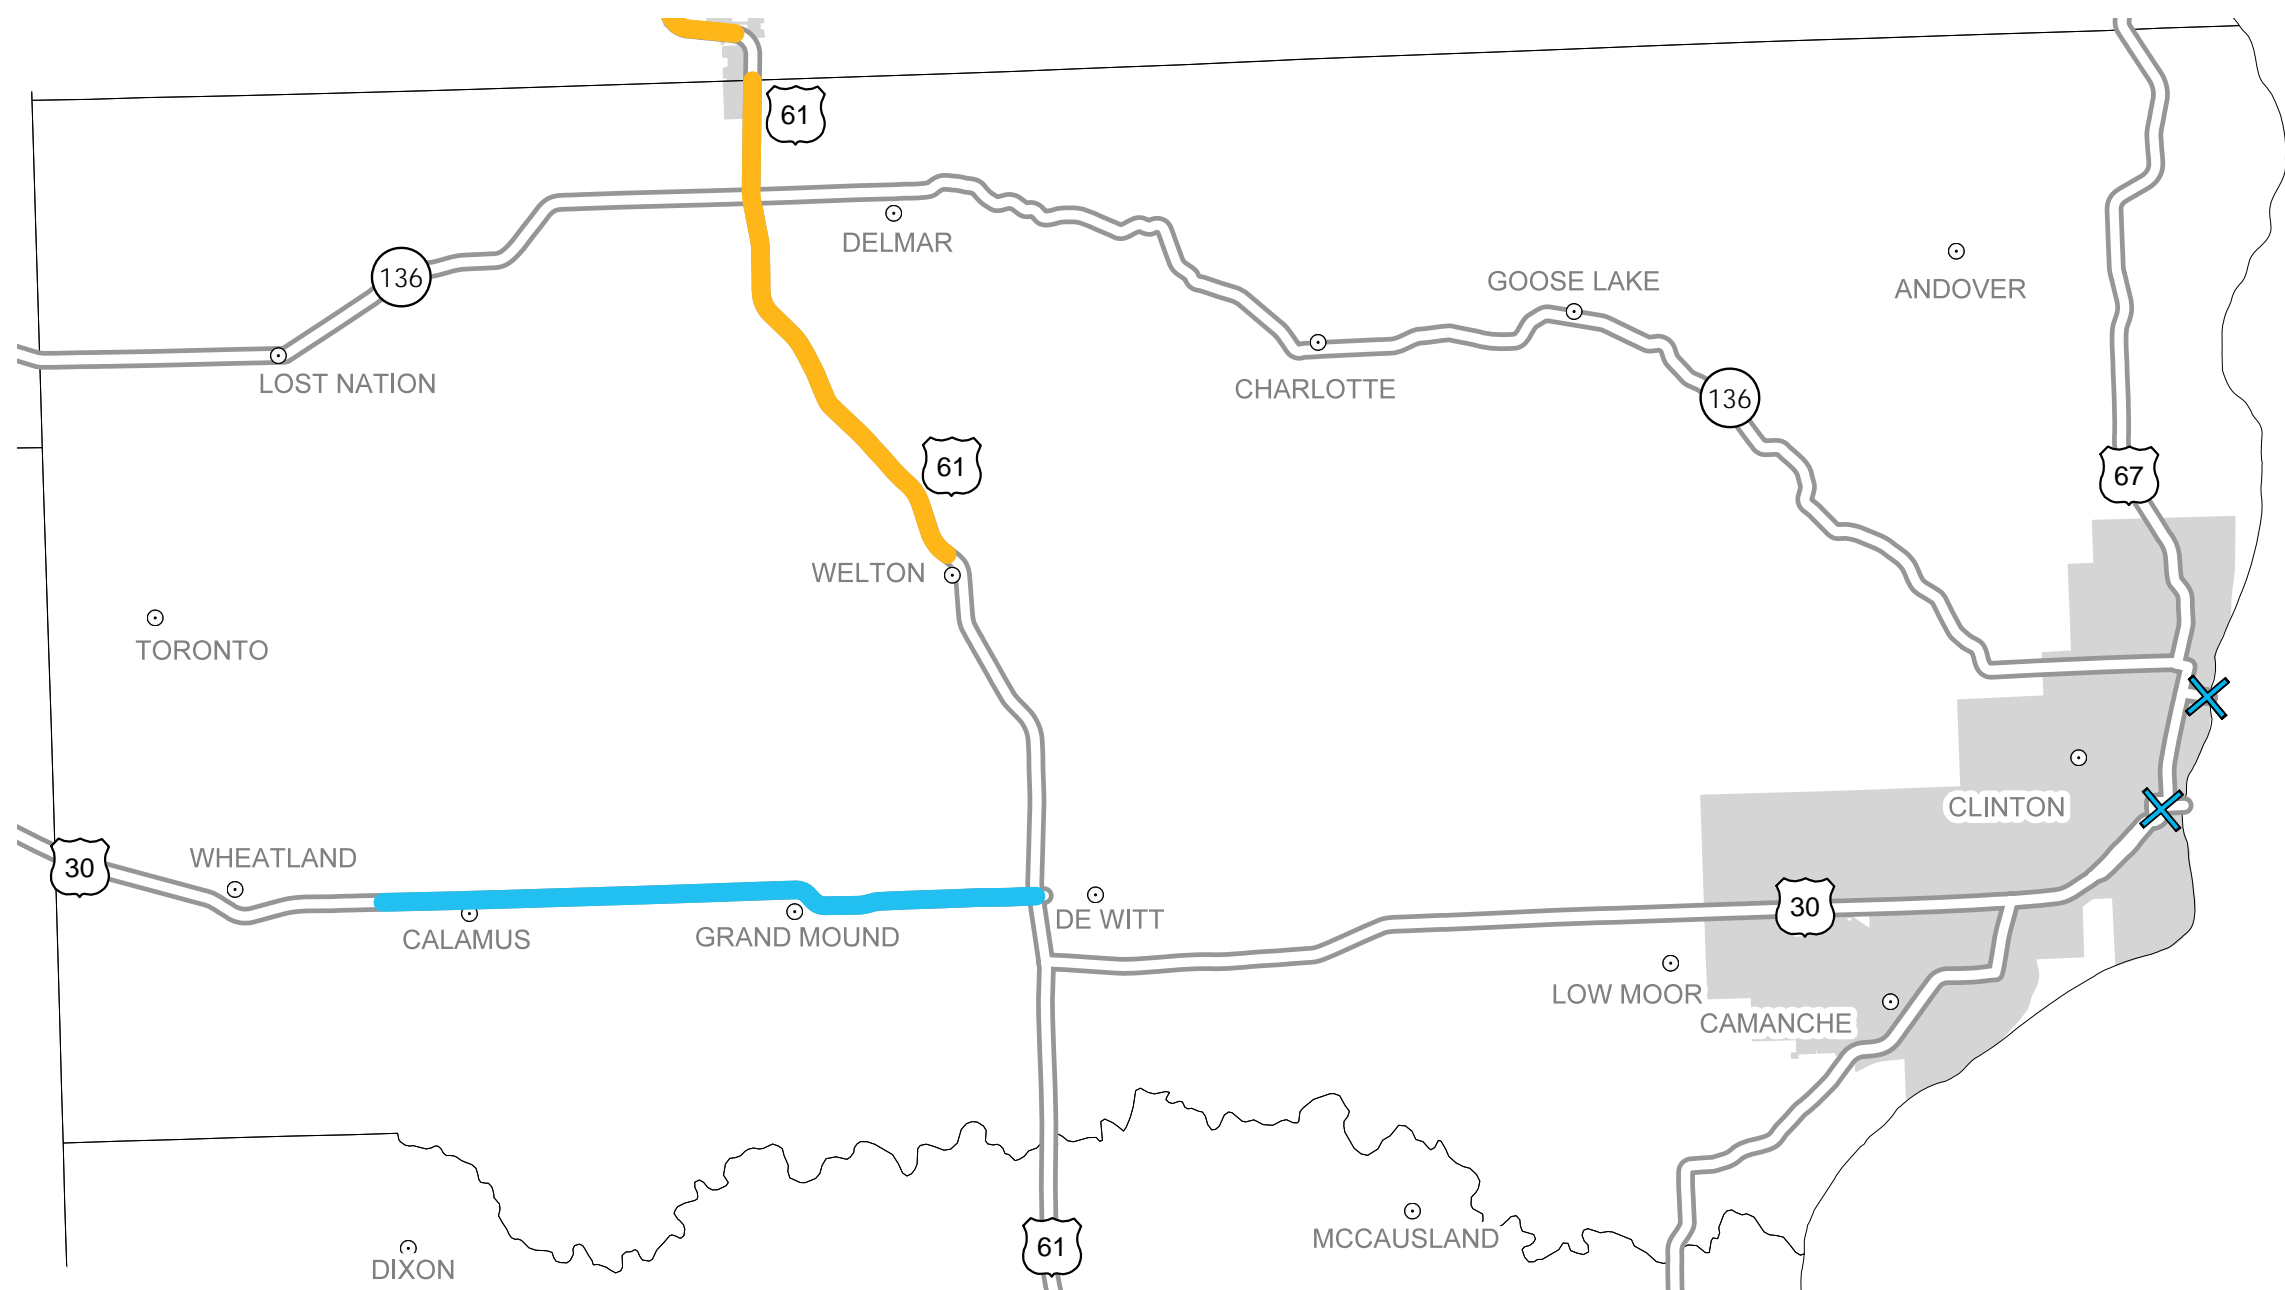 61
DELMAR
136
GOOSE LAKE
ANDOVER
LOST NATION
CHARLOTTE
136
61
67
WELTON
TORONTO
CLINTON
WHEATLAND
30
30
DE WITT
CALAMUS
GRAND MOUND
LOW MOOR
CAMANCHE
61
MCCAUSLAND
DIXON